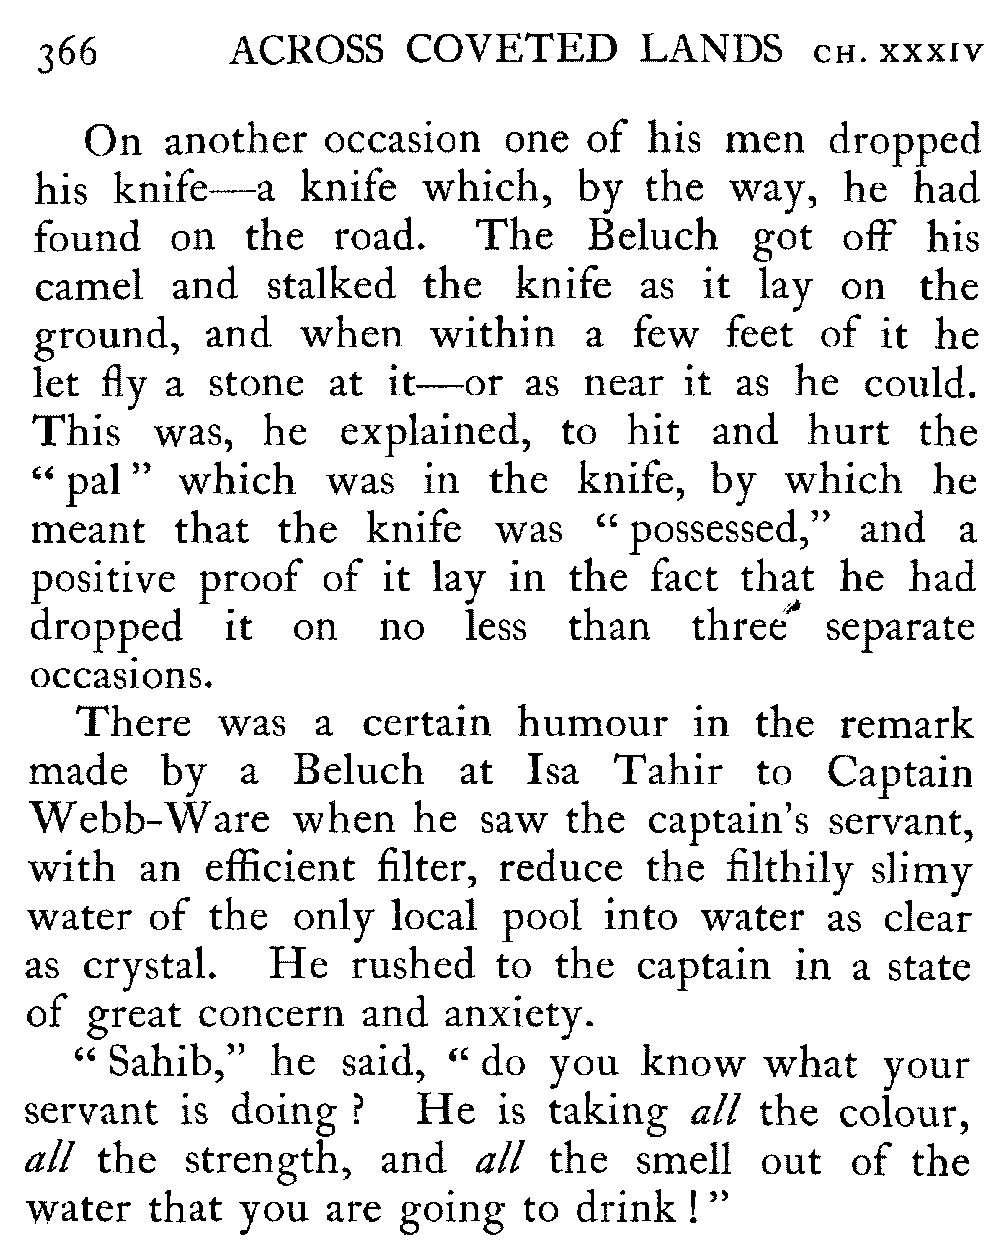 366 ACROSS COVETED LANDS CH. XXXIV
On another occasion one of his men dropped
his knife—a knife which, by the way, he had
found on the road. The Beluch got off his
camel and stalked the knife as it lay on the
ground, and when within a few feet of it he
let fly a stone at it—or as near it as he could.
This was, he explained, to hit and hurt the
“pal” which was in the knife, by which he
meant that the knife was “possessed,” and a
positive proof of it lay in the fact that he had
dropped it on no less than three separate
occasions.
There was a certain humour in the remark
made by a Beluch at Isa Tahir to Captain
Webb-Ware when he saw the captain's servant,
with an efficient filter, reduce the filthily slimy
water of the only local pool into water as clear
as crystal. He rushed to the captain in a state
of great concern and anxiety.
“Sahib,” he said, “do you know what your
servant is doing? He is taking all the colour,
all the strength, and all the smell out of the
water that you are going to drink!”